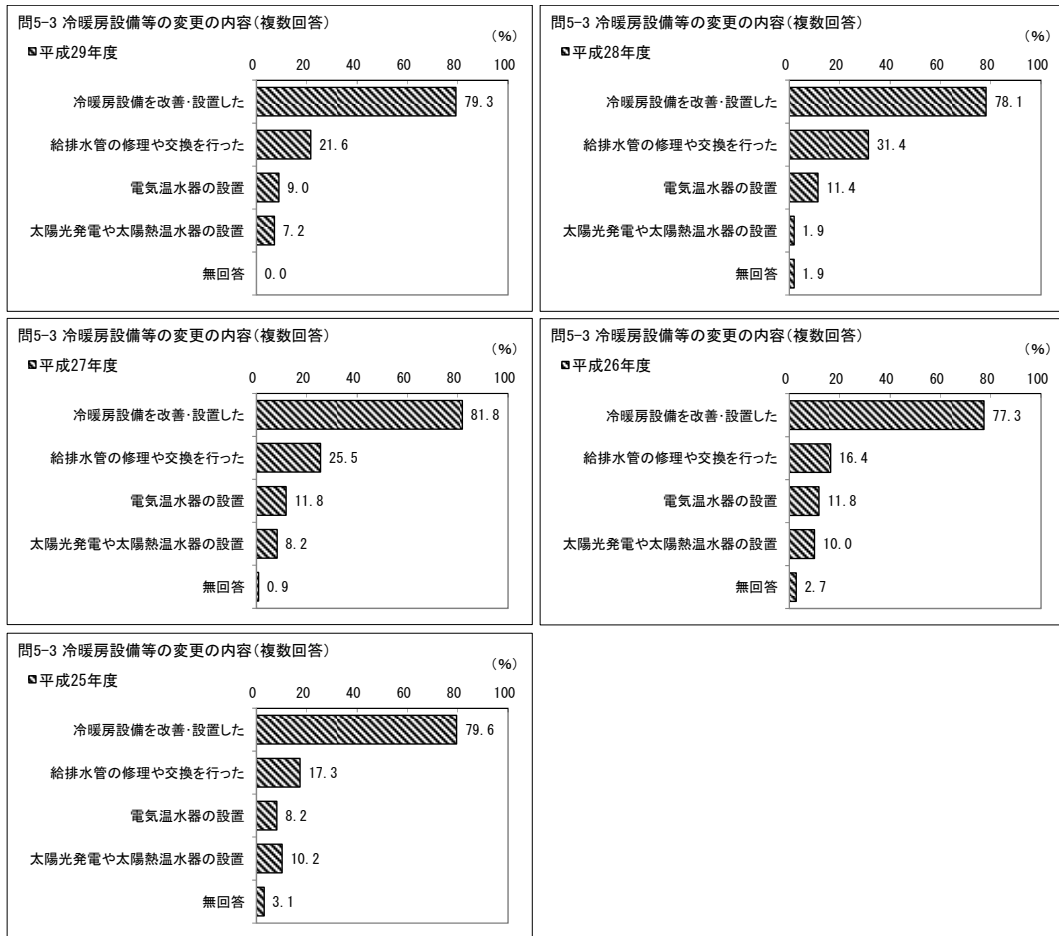 問5-3 冷暖房設備等の変更の内容(複数回答)
(%)
平成29年度
0 20 40 60 80 100
冷暖房設備を改善・設置した 79.3
給排水管の修理や交換を行った 21.6
電気温水器の設置 9.0
太陽光発電や太陽熱温水器の設置 7.2
無回答 0.0
問5-3 冷暖房設備等の変更の内容(複数回答)
(%)
平成28年度
0 20 40 60 80 100
冷暖房設備を改善・設置した 78.1
給排水管の修理や交換を行った 31.4
電気温水器の設置 11.4
太陽光発電や太陽熱温水器の設置 1.9
無回答 1.9
問5-3 冷暖房設備等の変更の内容(複数回答)
(%)
平成27年度
0 20 40 60 80 100
冷暖房設備を改善・設置した 81.8
給排水管の修理や交換を行った 25.5
電気温水器の設置 11.8
太陽光発電や太陽熱温水器の設置 8.2
無回答 0.9
問5-3 冷暖房設備等の変更の内容(複数回答)
(%)
平成26年度
0 20 40 60 80 100
冷暖房設備を改善・設置した 77.3
給排水管の修理や交換を行った 16.4
電気温水器の設置 11.8
太陽光発電や太陽熱温水器の設置 10.0
無回答 2.7
問5-3 冷暖房設備等の変更の内容(複数回答)
(%)
平成25年度
0 20 40 60 80 100
冷暖房設備を改善・設置した 79.6
給排水管の修理や交換を行った 17.3
電気温水器の設置 8.2
太陽光発電や太陽熱温水器の設置 10.2
無回答 3.1